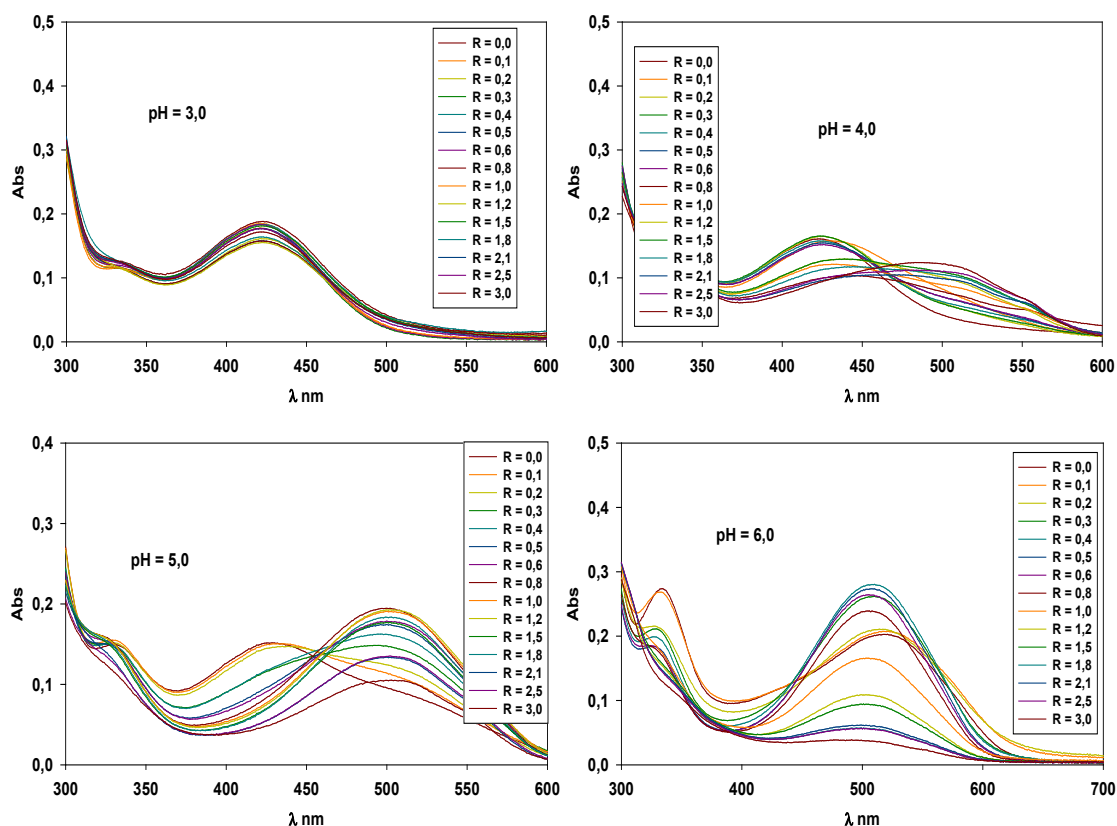 0,5
0,4
0,3
0,2
0,1
0,0
Abs
pH = 3,0
R = 0,0
R = 0,1
R = 0,2
R = 0,3
R = 0,4
R = 0,5
R = 0,6
R = 0,8
R = 1,0
R = 1,2
R = 1,5
R = 1,8
R = 2,1
R = 2,5
R = 3,0
300 350 400 450 500 550 600
λ nm
0,5
0,4
0,3
0,2
0,1
0,0
Abs
R = 0,0
R = 0,1
R = 0,2
R = 0,3
R = 0,4
R = 0,5
R = 0,6
R = 0,8
R = 1,0
R = 1,2
R = 1,5
R = 1,8
R = 2,1
R = 2,5
R = 3,0
pH = 4,0
300 350 400 450 500 550 600
λ nm
0,4
0,3
0,2
0,1
0,0
Abs
pH = 5,0
R = 0,0
R = 0,1
R = 0,2
R = 0,3
R = 0,4
R = 0,5
R = 0,6
R = 0,8
R = 1,0
R = 1,2
R = 1,5
R = 1,8
R = 2,1
R = 2,5
R = 3,0
300 350 400 450 500 550 600
λ nm
0,5
0,4
0,3
0,2
0,1
0,0
Abs
pH = 6,0
R = 0,0
R = 0,1
R = 0,2
R = 0,3
R = 0,4
R = 0,5
R = 0,6
R = 0,8
R = 1,0
R = 1,2
R = 1,5
R = 1,8
R = 2,1
R = 2,5
R = 3,0
300 400 500 600 700
λ nm